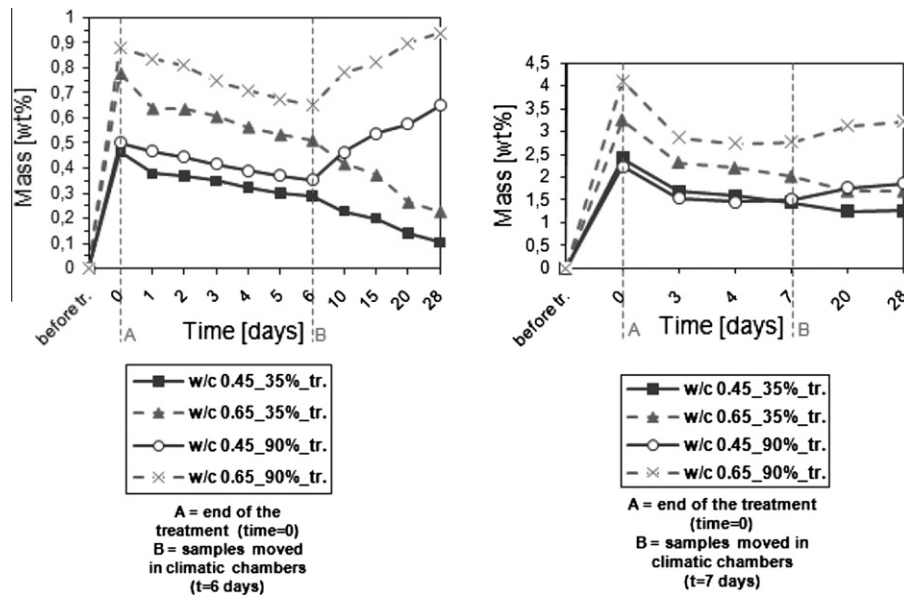 1
0,9
0,8
0,7
0,6
0,5
0,4
0,3
0,2
0,1
0
Mass [wt%]
before tr.
0
1
2
3
4
5
6
10
15
20
28
A
Time [days]
B
w/c 0.45_35%_tr.
w/c 0.65_35%_tr.
w/c 0.45_90%_tr.
w/c 0.65_90%_tr.
A = end of the
treatment (time=0)
B = samples moved
in climatic chambers
(t=6 days)
4,5
4
3,5
3
2,5
2
1,5
1
0,5
0
Mass [wt%]
before tr.
0
3
4
7
20
28
A
Time [days]
B
w/c 0.45_35%_tr.
w/c 0.65_35%_tr.
w/c 0.45_90%_tr.
w/c 0.65_90%_tr.
A = end of the treatment
(time=0)
B = samples moved in
climatic chambers
(t=7 days)